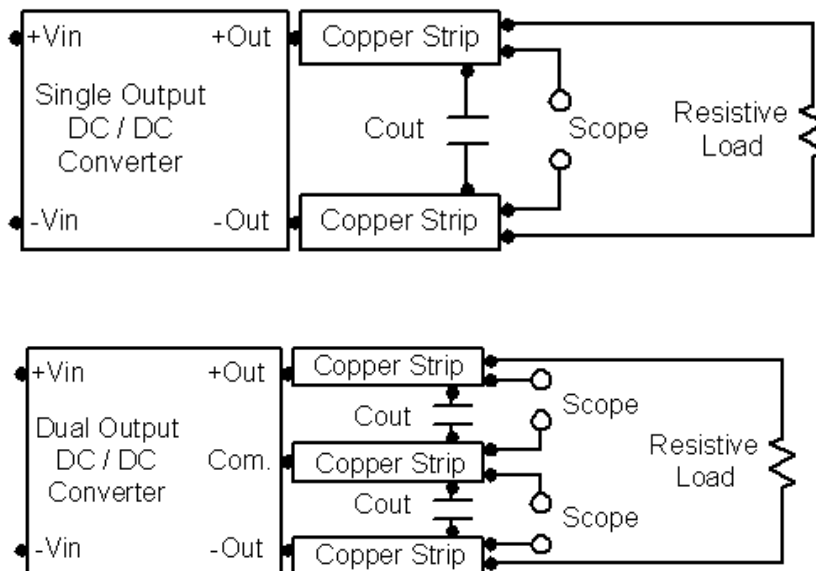 +Vin +Out Copper Strip
Single Output
DC / DC
Converter
Cout Scope Resistive
Load
-Vin -Out Copper Strip
+Vin +Out Copper Strip
Cout Scope
Dual Output
DC / DC
Converter
Com. Copper Strip
Resistive
Load
Cout Scope
-Vin -Out Copper Strip